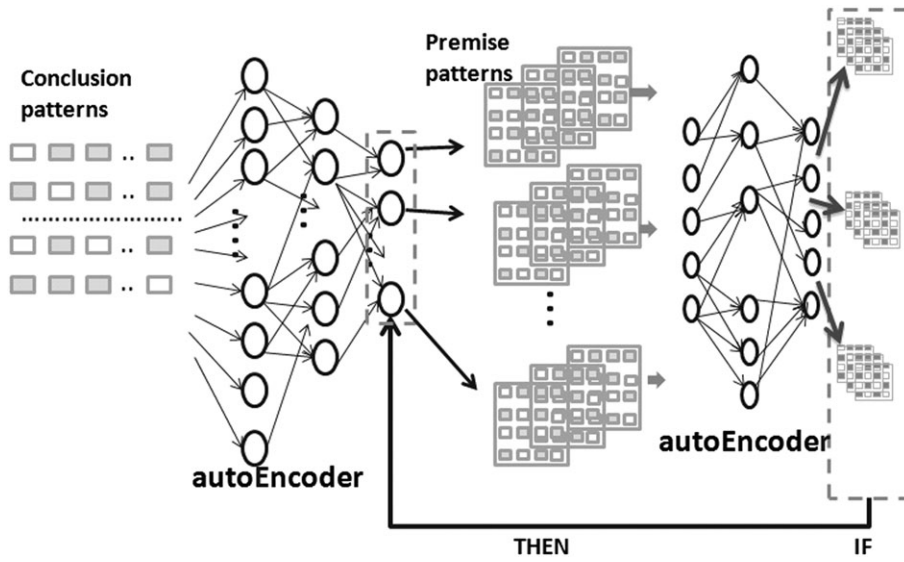 Conclusion
patterns
Premise
patterns
autoEncoder
autoEncoder
THEN
IF